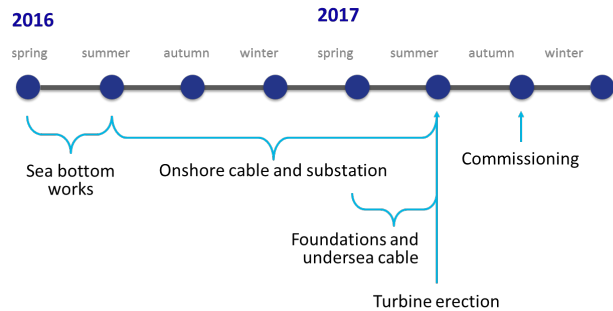 2016
2017
spring summer autumn winter spring summer autumn winter
Sea bottom
works
Onshore cable and substation
Commissioning
Foundations and
undersea cable
Turbine erection